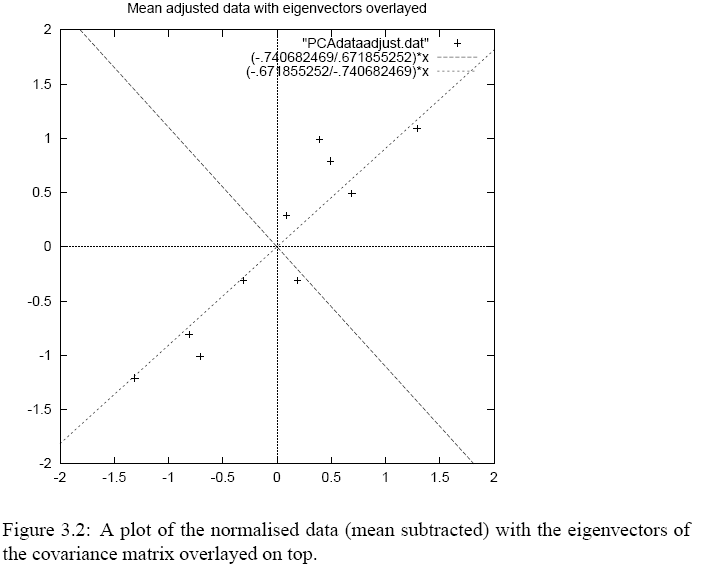 Mean adjusted data with eigenvectors overlayed
"PCAdataadjust.dat"
(-.740682469/.671855252)*x
(-.671855252/-.740682469)*x
2
1.5
1
0.5
0
-0.5
-1
-1.5
-2
-2 -1.5 -1 -0.5 0 0.5 1 1.5 2
Figure 3.2: A plot of the normalised data (mean subtracted) with the eigenvectors of
the covariance matrix overlayed on top.